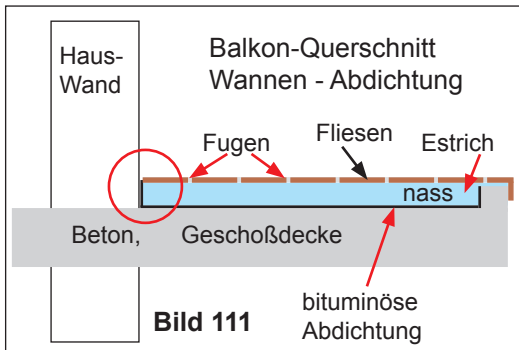 Haus-
Wand
Balkon-Querschnitt
Wannen - Abdichtung
Fugen
Fliesen
Estrich
nass
Beton, Geschoßdecke
Bild 111
bituminöse
Abdichtung